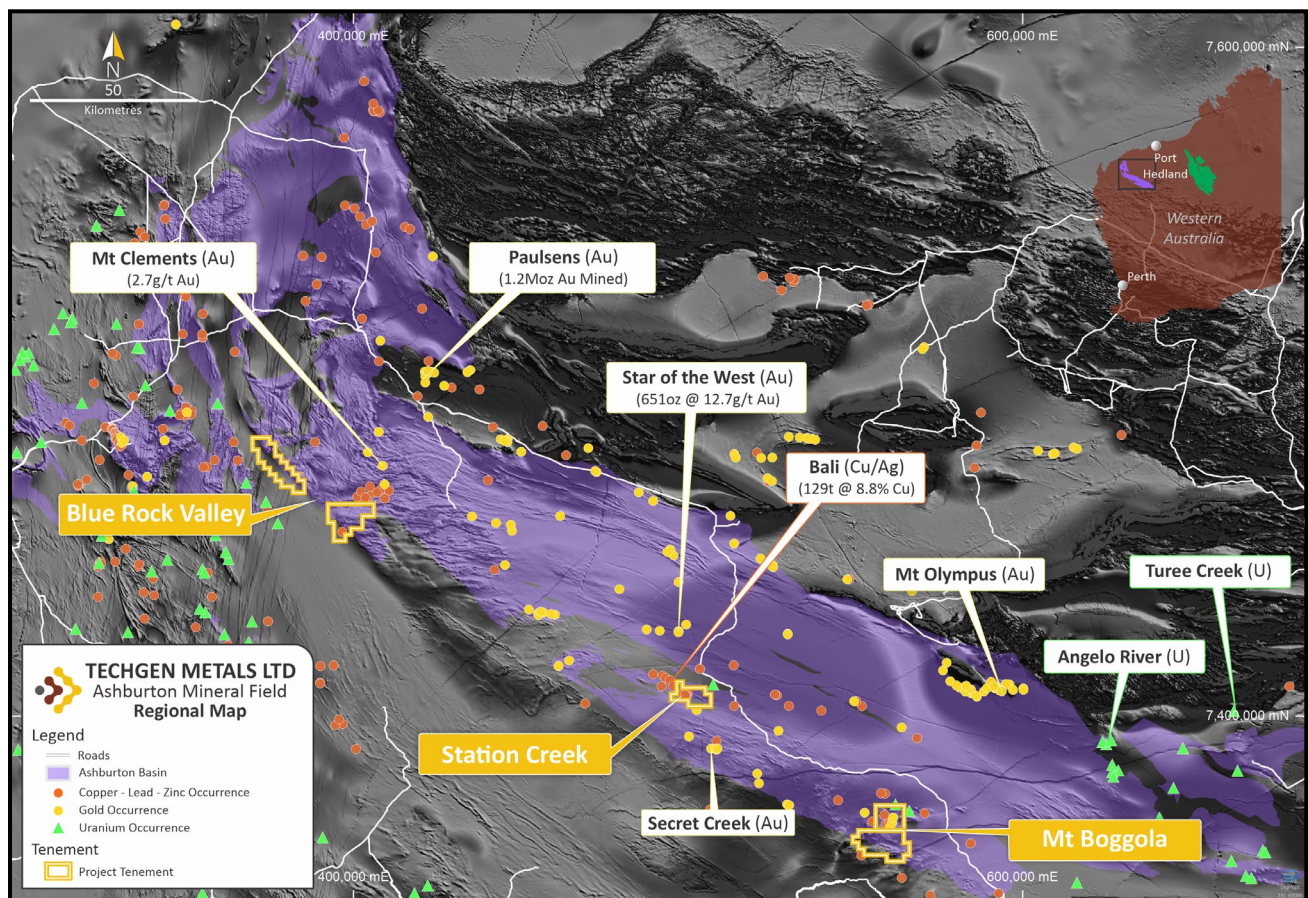 400,000 mE
600,000 mE
7,600,000 mN
N
50
Kilometres
Port
Hedland
Western
Australia
Perth
Mt Clements (Au)
(2.7g/t Au)
Paulsens (Au)
(1.2Moz Au Mined)
Star of the West (Au)
(651oz @ 12.7g/t Au)
Bali (Cu/Ag)
(129t @ 8.8% Cu)
Blue Rock Valley
Mt Olympus (Au)
Turee Creek (U)
Angelo River (U)
7,400,000 mN
Station Creek
Secret Creek (Au)
Mt Boggola
TECHGEN METALS LTD
Ashburton Mineral Field
Regional Map
Legend
Roads
Ashburton Basin
Copper - Lead - Zinc Occurrence
Gold Occurrence
Uranium Occurrence
Tenement
Project Tenement
400,000 mE
600,000 mE